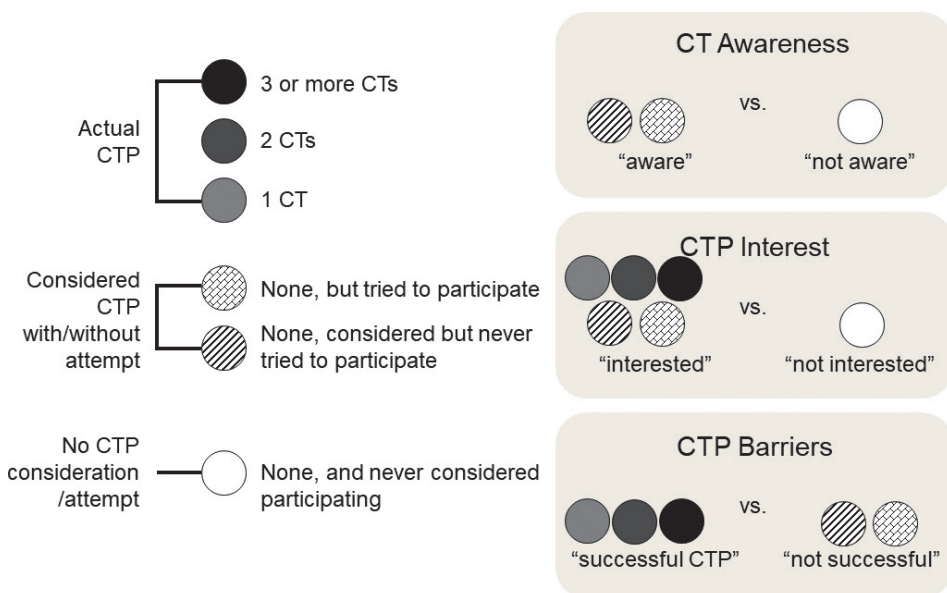 Actual
CTP
3 or more CTs
2 CTs
1 CT
Considered
CTP
with/without
attempt
None, but tried to participate
None, considered but never
tried to participate
No CTP
consideration
/attempt
None, and never considered
participating
CT Awareness
vs.
“aware”
“not aware”
CTP Interest
vs.
“interested”
“not interested”
CTP Barriers
vs.
“successful CTP”
“not successful”